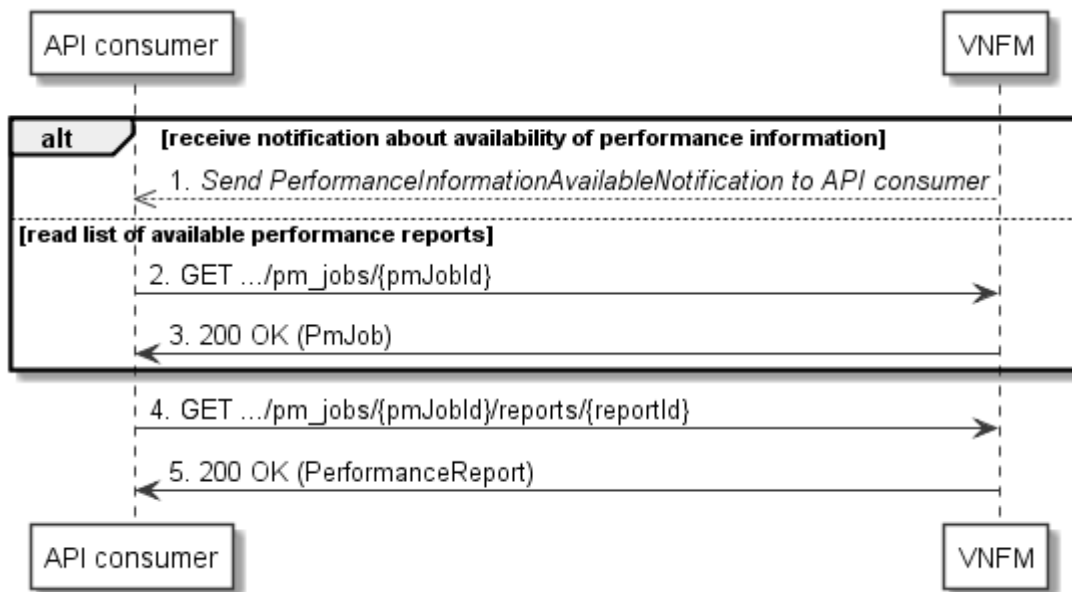 API consumer
VNFM
alt
[receive notification about availability of performance information]
1. Send PerformanceInformationAvailableNotification to API consumer
[read list of available performance reports]
2. GET .../pm_jobs/{pmJobId}
3. 200 OK (PmJob)
4. GET .../pm_jobs/{pmJobId}/reports/{reportId}
5. 200 OK (PerformanceReport)
API consumer
VNFM